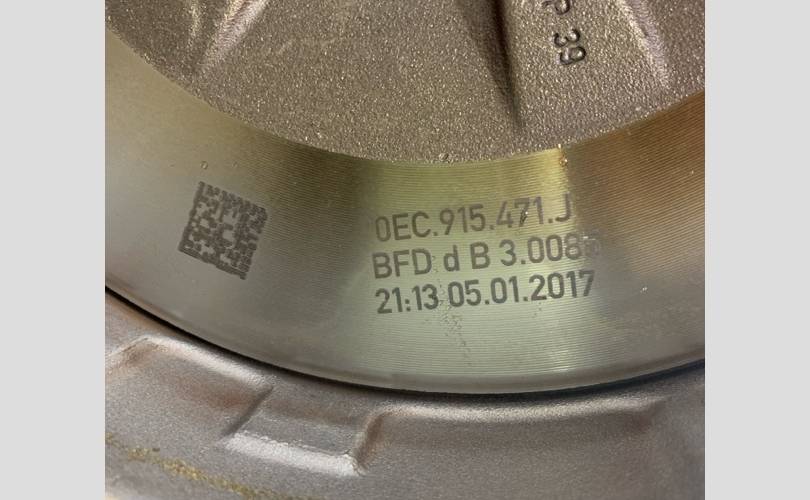 P 39
0EC.915.471.J
BFD d B 3.0085
21:13 05.01.2017